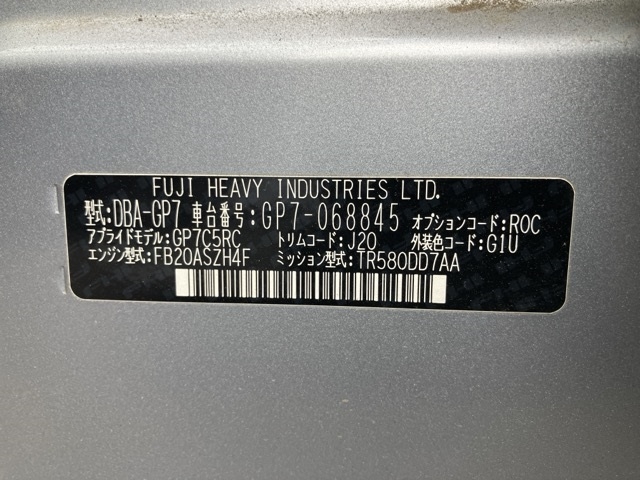 FUJI HEAVY INDUSTRIES LTD.
型式:DBA-GP7 車台番号:GP7-068845 オプションコード:ROC
アプライドモデル:GP7C5RC トリムコード:J20 外装色コード:G1U
エンジン型式:FB20ASZH4F ミッション型式:TR580DD7AA